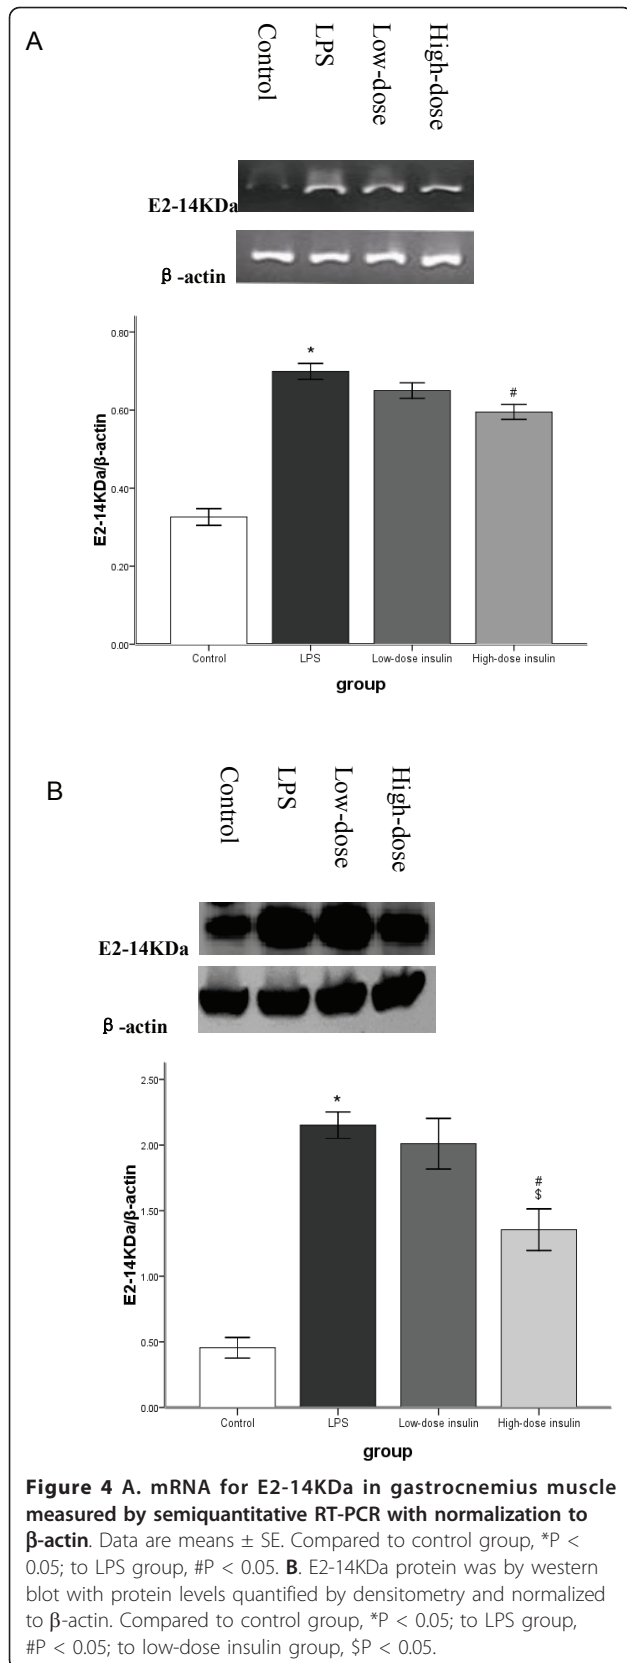 A
Control
LPS
Low-dose
High-dose
E2-14KDa
β-actin
E2-14KDa/β-actin
0.80
0.60
0.40
0.20
0.00
*
#
Control LPS Low-dose insulin High-dose insulin
group
B
Control
LPS
Low-dose
High-dose
E2-14KDa
β-actin
E2-14KDa/β-actin
2.50
2.00
1.50
1.00
0.50
0.00
*
#
$
Control LPS Low-dose insulin High-dose insulin
group
Figure 4 A. mRNA for E2-14KDa in gastrocnemius muscle
measured by semiquantitative RT-PCR with normalization to
β-actin. Data are means ± SE. Compared to control group, *P <
0.05; to LPS group, #P < 0.05. B. E2-14KDa protein was by western
blot with protein levels quantified by densitometry and normalized
to β-actin. Compared to control group, *P < 0.05; to LPS group,
#P < 0.05; to low-dose insulin group, $P < 0.05.